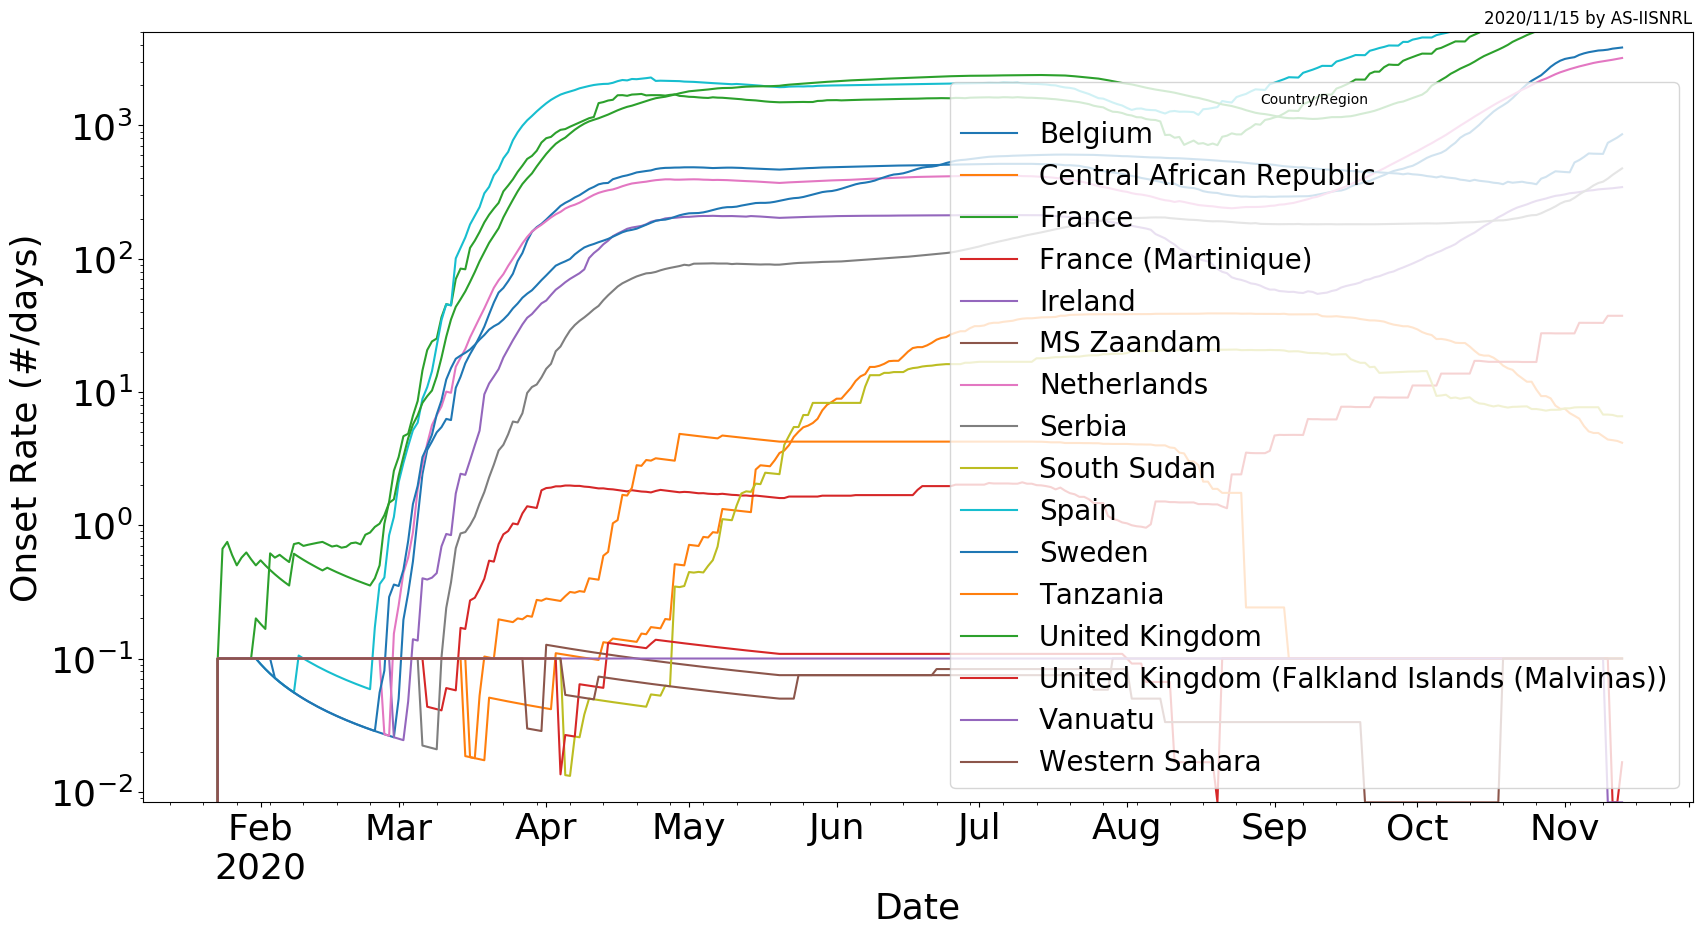 2020/11/15 by AS-IISNRL
Onset Rate (#/days)
10^3
10^2
10^1
10^0
10^-1
10^-2
Country/Region
Belgium
Central African Republic
France
France (Martinique)
Ireland
MS Zaandam
Netherlands
Serbia
South Sudan
Spain
Sweden
Tanzania
United Kingdom
United Kingdom (Falkland Islands (Malvinas))
Vanuatu
Western Sahara
Feb Mar Apr May Jun Jul Aug Sep Oct Nov
2020
Date